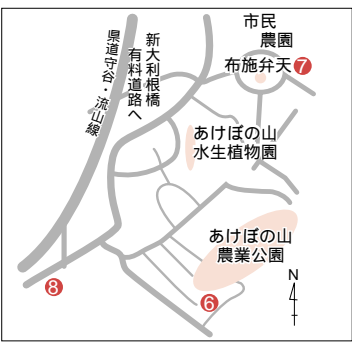 市民
農園
布施弁天 7
新大利根橋
有料道路へ
県道守谷・流山線
あけぼの山
水生植物園
あけぼの山
農業公園
N
8
6